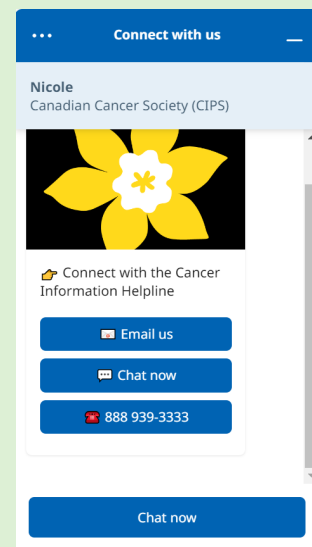 Connect with us
Nicole
Canadian Cancer Society (CIPS)
👉 Connect with the Cancer
Information Helpline
📧 Email us
💬 Chat now
☎️ 888 939-3333
Chat now